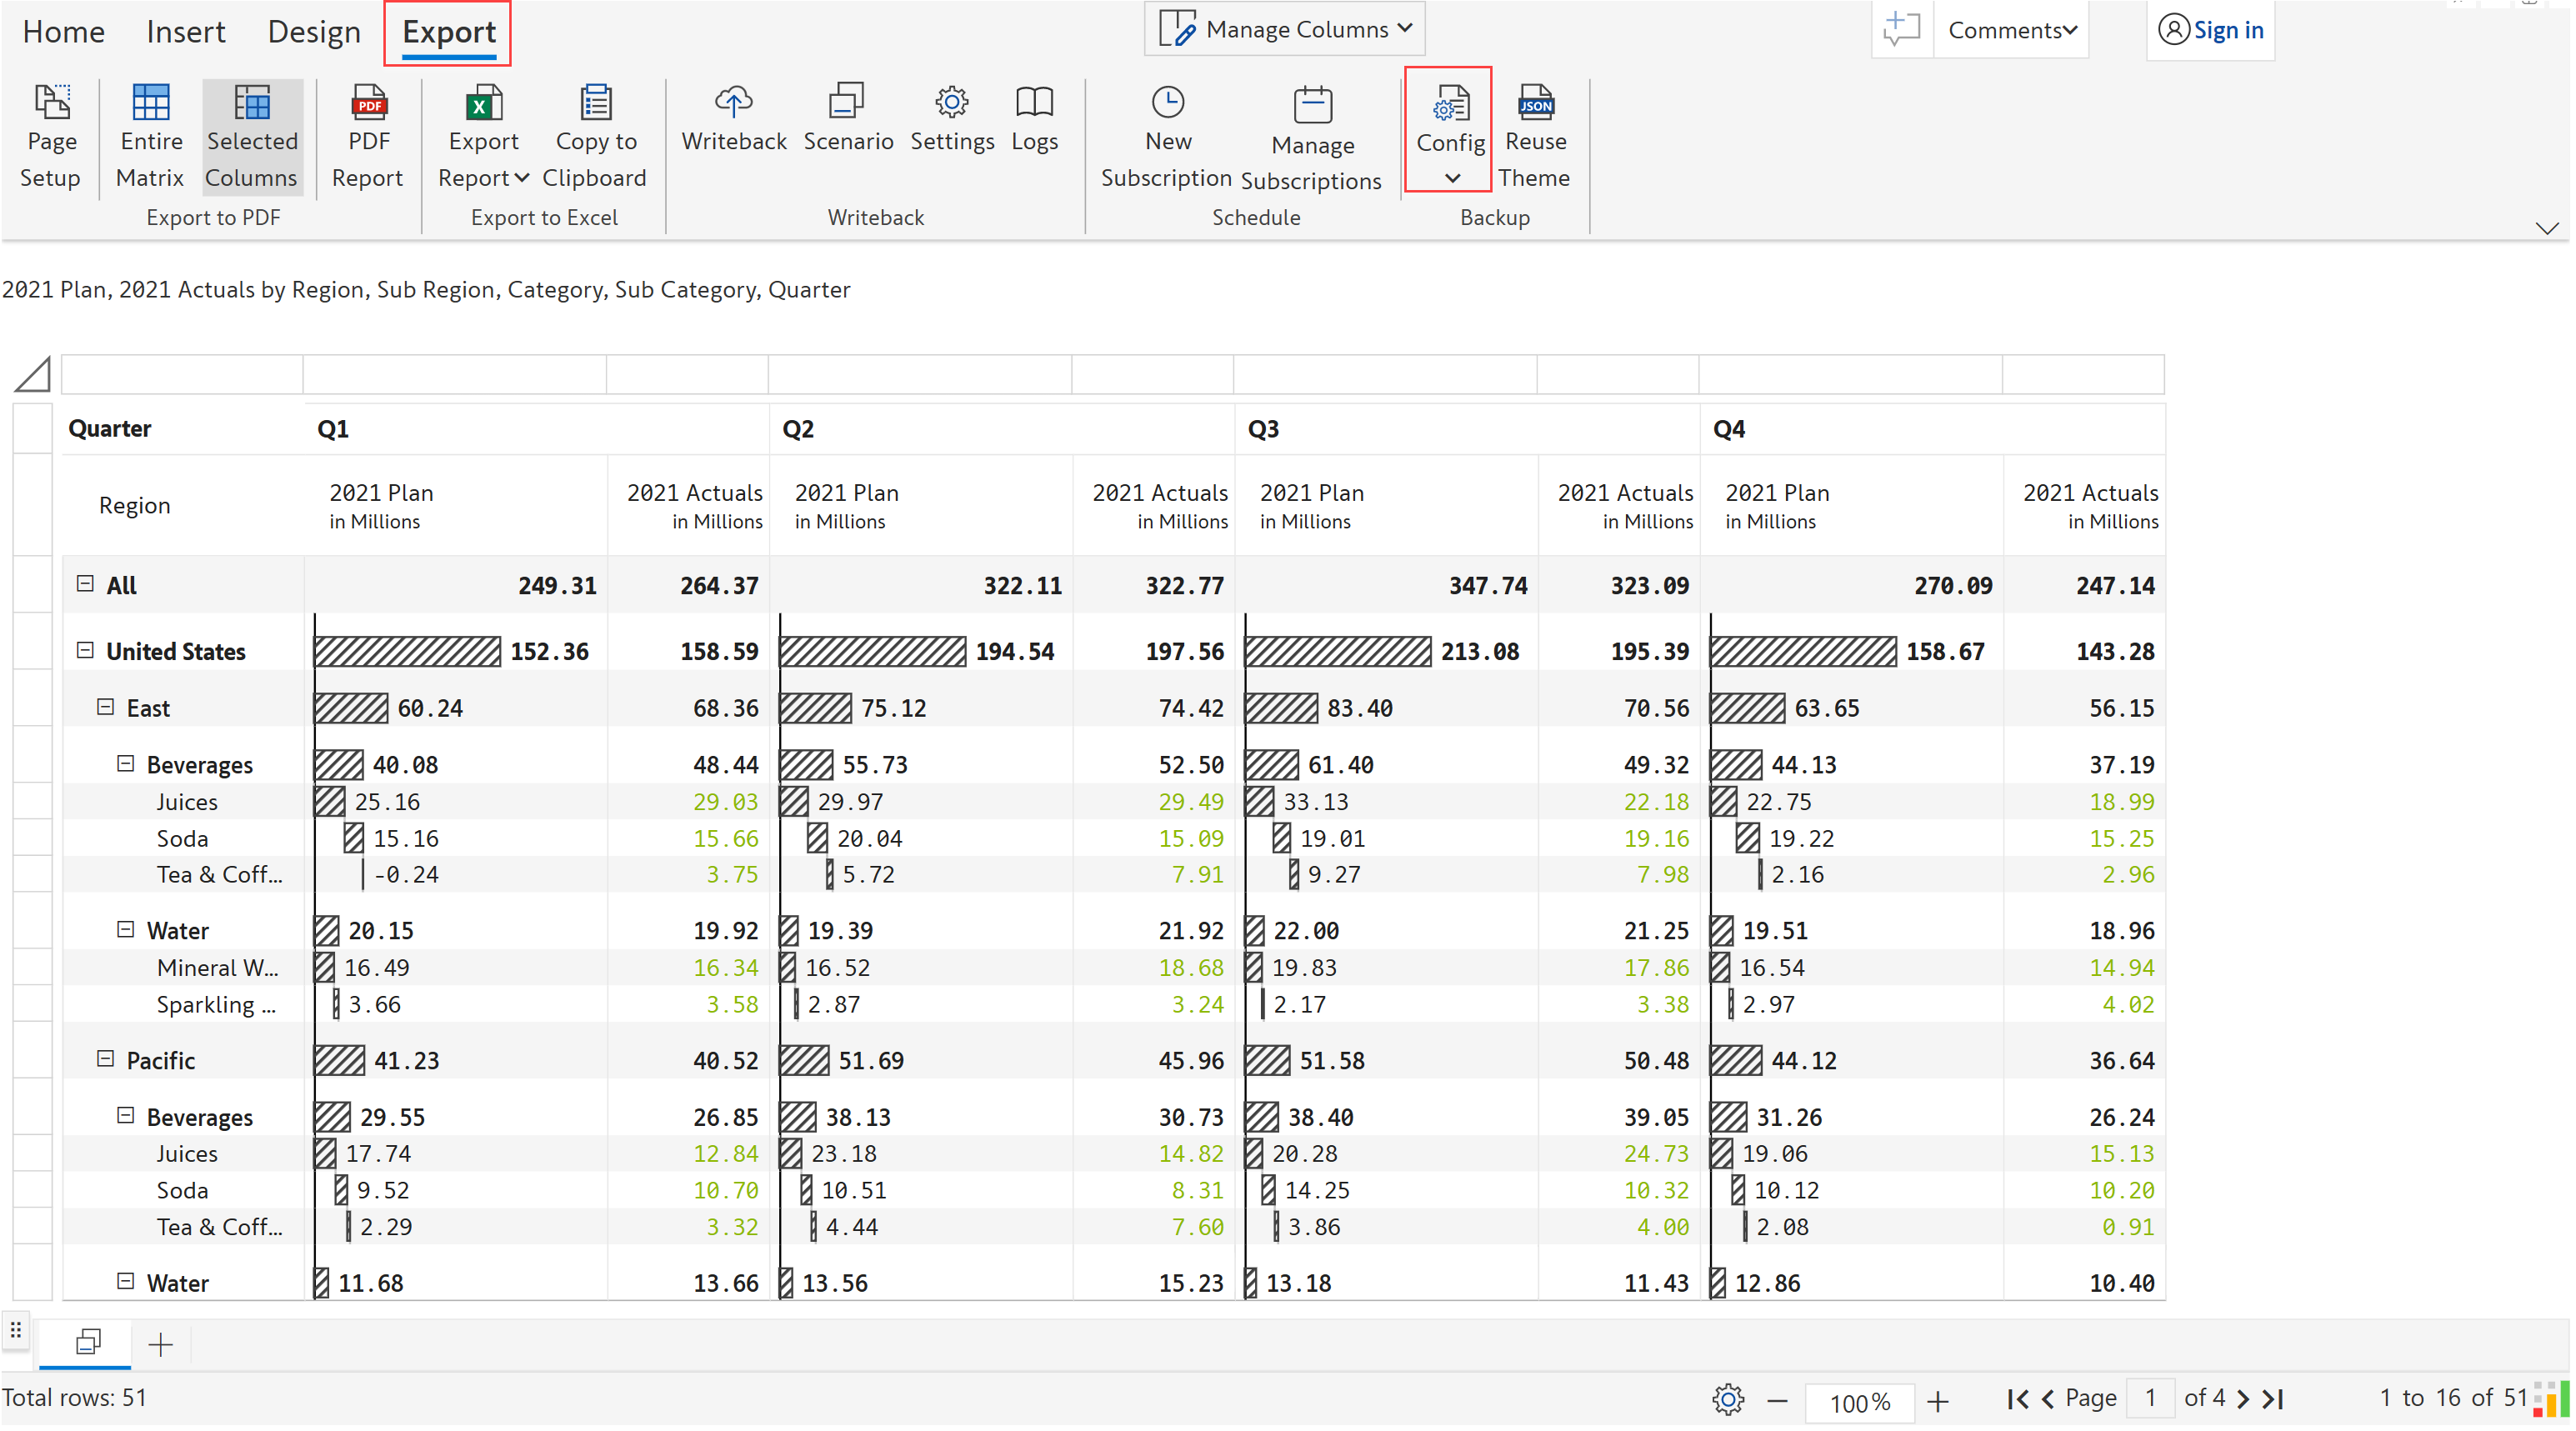 Home Insert Design Export Manage Columns Comments Sign in
Page Setup
Entire Matrix
Selected Columns
PDF Report
Export Report
Copy to Clipboard
Writeback Scenario Settings Logs
New Subscription
Manage Subscriptions
Config
JSON Reuse Theme
Export to PDF Export to Excel Writeback Schedule Backup
2021 Plan, 2021 Actuals by Region, Sub Region, Category, Sub Category, Quarter
Quarter Q1 Q2 Q3 Q4
Region 2021 Plan 2021 Actuals 2021 Plan 2021 Actuals 2021 Plan 2021 Actuals 2021 Plan 2021 Actuals
in Millions in Millions in Millions in Millions in Millions in Millions in Millions in Millions
All 249.31 264.37 322.11 322.77 347.74 323.09 270.09 247.14
United States 152.36 158.59 194.54 197.56 213.08 195.39 158.67 143.28
East 60.24 68.36 75.12 74.42 83.40 70.56 63.65 56.15
Beverages 40.08 48.44 55.73 52.50 61.40 49.32 44.13 37.19
Juices 25.16 29.03 29.97 29.49 33.13 22.18 22.75 18.99
Soda 15.16 15.66 20.04 15.09 19.01 19.16 19.22 15.25
Tea & Coff... -0.24 3.75 5.72 7.91 9.27 7.98 2.16 2.96
Water 20.15 19.92 19.39 21.92 22.00 21.25 19.51 18.96
Mineral W... 16.49 16.34 16.52 18.68 19.83 17.86 16.54 14.94
Sparkling ... 3.66 3.58 2.87 3.24 2.17 3.38 2.97 4.02
Pacific 41.23 40.52 51.69 45.96 51.58 50.48 44.12 36.64
Beverages 29.55 26.85 38.13 30.73 38.40 39.05 31.26 26.24
Juices 17.74 12.84 23.18 14.82 20.28 24.73 19.06 15.13
Soda 9.52 10.70 10.51 8.31 14.25 10.32 10.12 10.20
Tea & Coff... 2.29 3.32 4.44 7.60 3.86 4.00 2.08 0.91
Water 11.68 13.66 13.56 15.23 13.18 11.43 12.86 10.40
Total rows: 51 100% Page 1 of 4 1 to 16 of 51